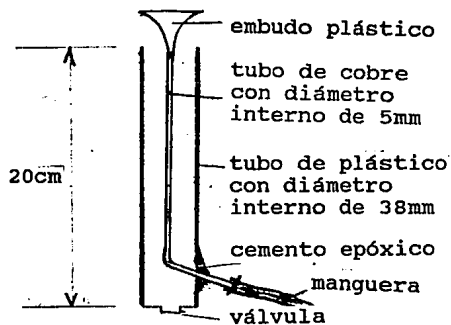 embudo plástico
tubo de cobre
con diámetro
interno de 5mm
20cm
tubo de plástico
con diámetro
interno de 38mm
cemento epóxico
manguera
válvula